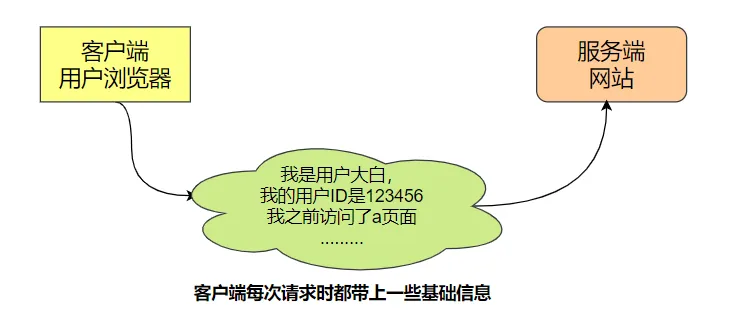 客户端
用户浏览器
服务端
网站
我是用户大白，
我的用户ID是123456
我之前访问了a页面
.........
客户端每次请求时都带上一些基础信息